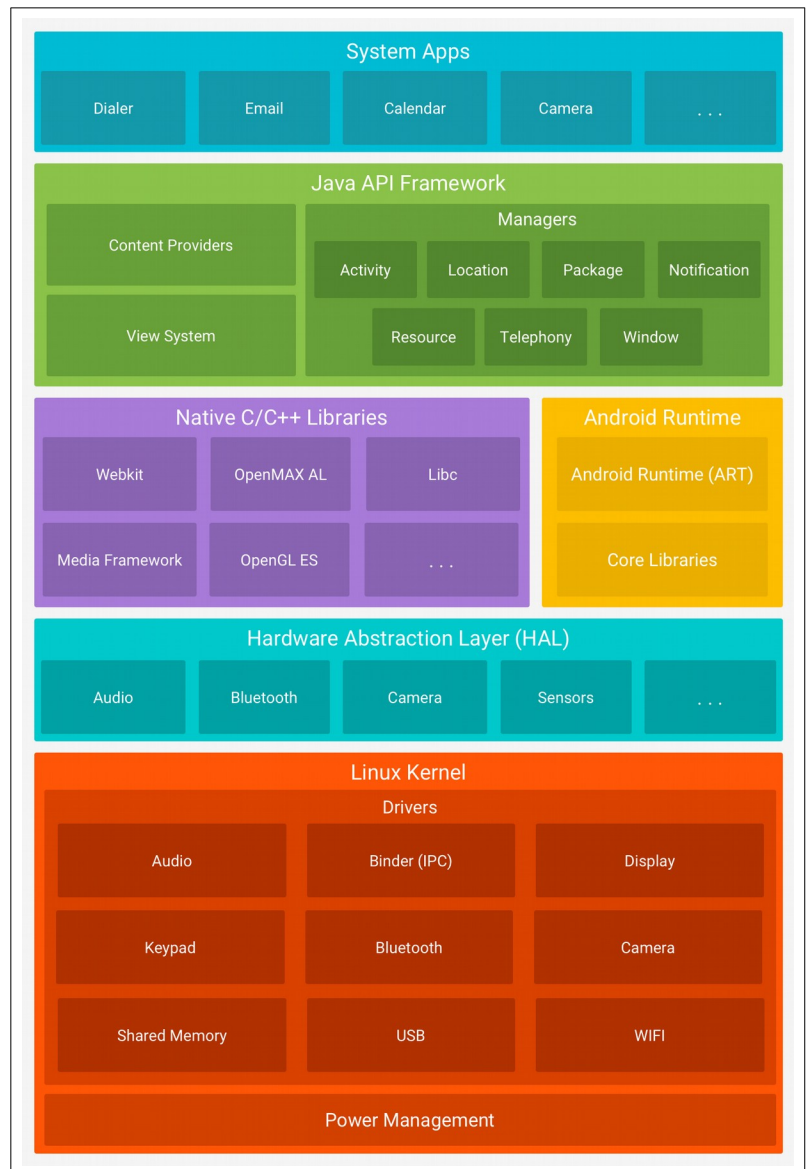 System Apps
Dialer
Email
Calendar
Camera
. . .
Java API Framework
Content Providers
View System
Managers
Activity
Location
Package
Notification
Resource
Telephony
Window
Native C/C++ Libraries
Webkit
OpenMAX AL
Libc
Media Framework
OpenGL ES
. . .
Android Runtime
Android Runtime (ART)
Core Libraries
Hardware Abstraction Layer (HAL)
Audio
Bluetooth
Camera
Sensors
. . .
Linux Kernel
Drivers
Audio
Binder (IPC)
Display
Keypad
Bluetooth
Camera
Shared Memory
USB
WIFI
Power Management